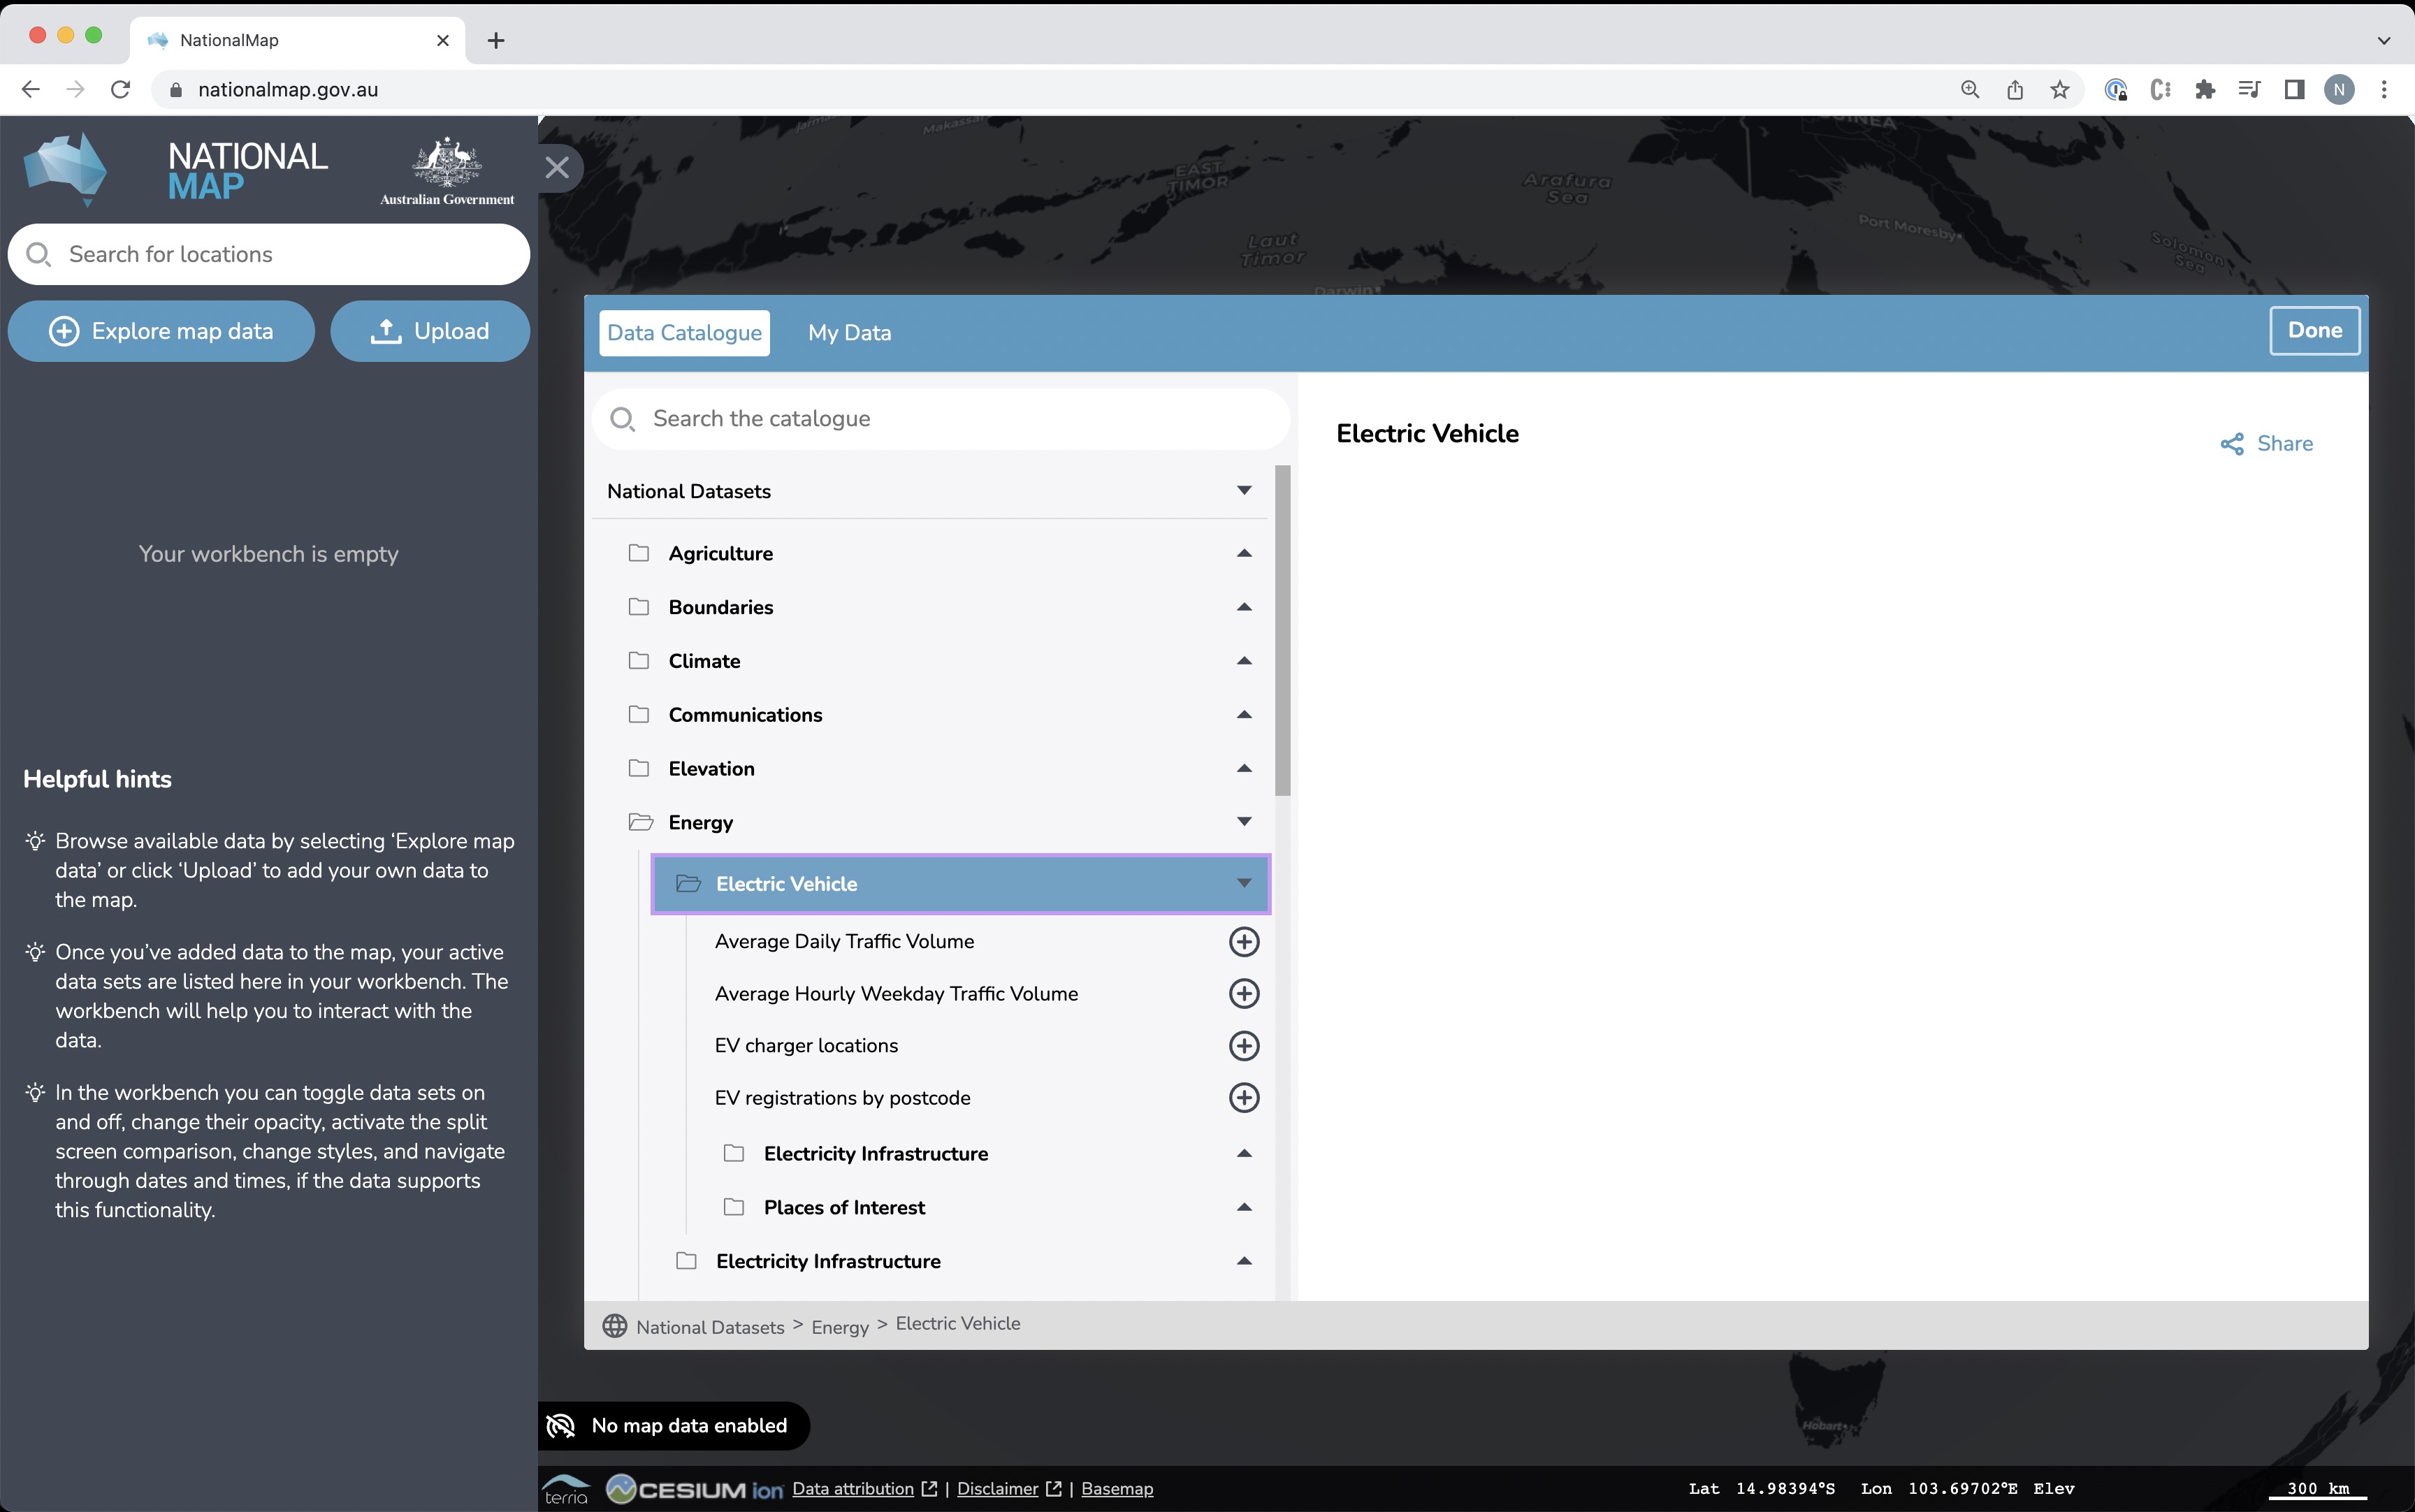 NationalMap
nationalmap.gov.au
N
NATIONAL
MAP
Australian Government
Search for locations
Explore map data
Upload
Your workbench is empty
Helpful hints
Browse available data by selecting ‘Explore map
data’ or click ‘Upload’ to add your own data to
the map.
Once you’ve added data to the map, your active
data sets are listed here in your workbench. The
workbench will help you to interact with the
data.
In the workbench you can toggle data sets on
and off, change their opacity, activate the split
screen comparison, change styles, and navigate
through dates and times, if the data supports
this functionality.
Makassar
EAST
TIMOR
Laut
Timor
Arafura
Sea
GUINEA
Port Moresby
Solomon
Sea
Darwin
Data Catalogue
My Data
Done
Search the catalogue
National Datasets
Agriculture
Boundaries
Climate
Communications
Elevation
Energy
Electric Vehicle
Average Daily Traffic Volume
Average Hourly Weekday Traffic Volume
EV charger locations
EV registrations by postcode
Electricity Infrastructure
Places of Interest
Electricity Infrastructure
Electric Vehicle
Share
National Datasets > Energy > Electric Vehicle
Hobart
No map data enabled
terria
CESIUM ion
Data attribution | Disclaimer | Basemap
Lat 14.98394°S Lon 103.69702°E Elev
300 km